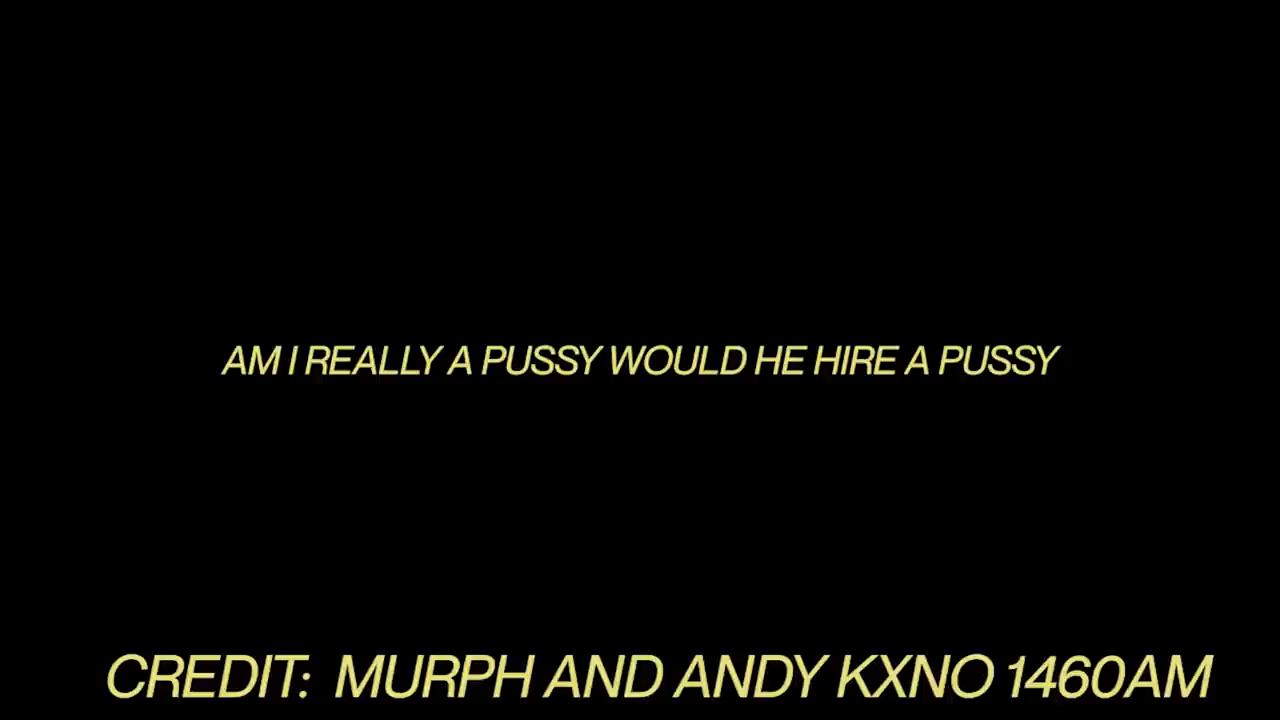 AM I REALLY A PUSSY WOULD HE HIRE A PUSSY
CREDIT: MURPH AND ANDY KXNO 1460AM